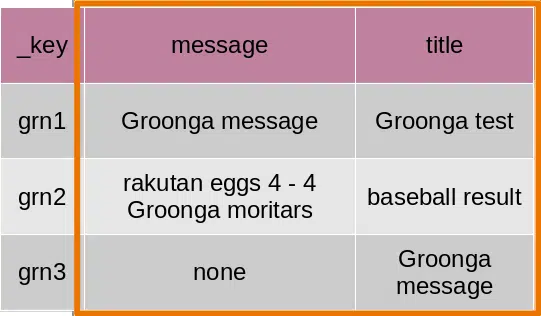 _key message title
grn1 Groonga message Groonga test
grn2 rakutan eggs 4 - 4 Groonga moritars baseball result
grn3 none Groonga message